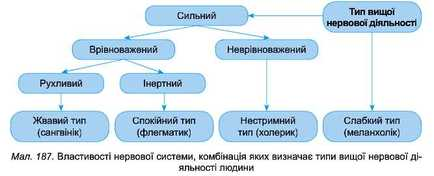 Сильний
Тип вищої
нервової діяльності
Врівноважений
Неврівноважений
Рухливий
Інертний
Жвавий тип
(сангвінік)
Спокійний тип
(флегматик)
Нестримний
тип (холерик)
Слабкий тип
(меланхолік)
Мал. 187. Властивості нервової системи, комбінація яких визначає типи вищої нервової ді-
яльності людини